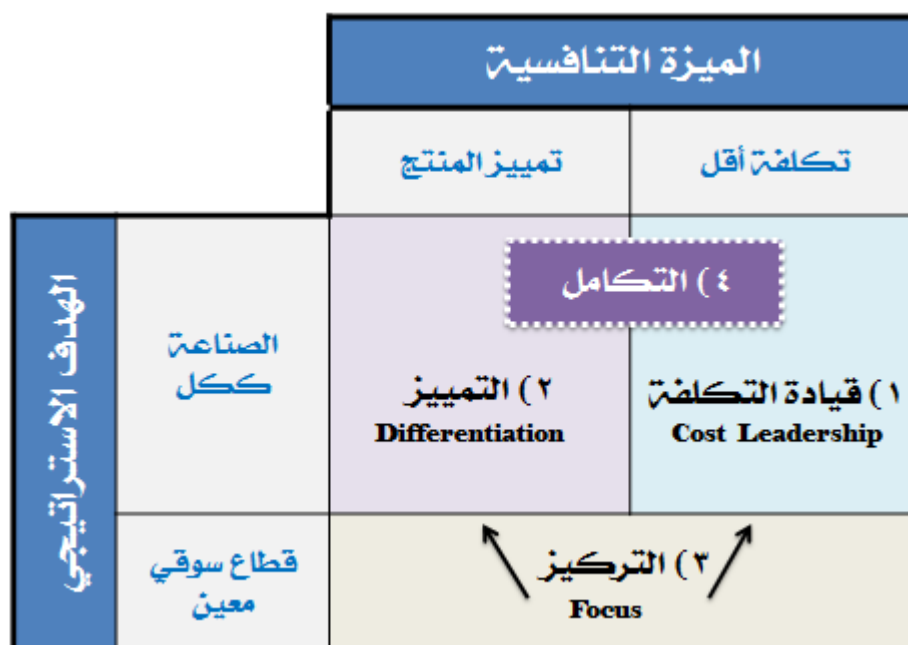 الميزة التنافسية
تكلفة أقل
تمييز المنتج
الهدف الاستراتيجي
الصناعة
ككل
٤) التكامل
١) قيادة التكلفة
Cost Leadership
٢) التمييز
Differentiation
قطاع سوقي
معين
٣) التركيز
Focus